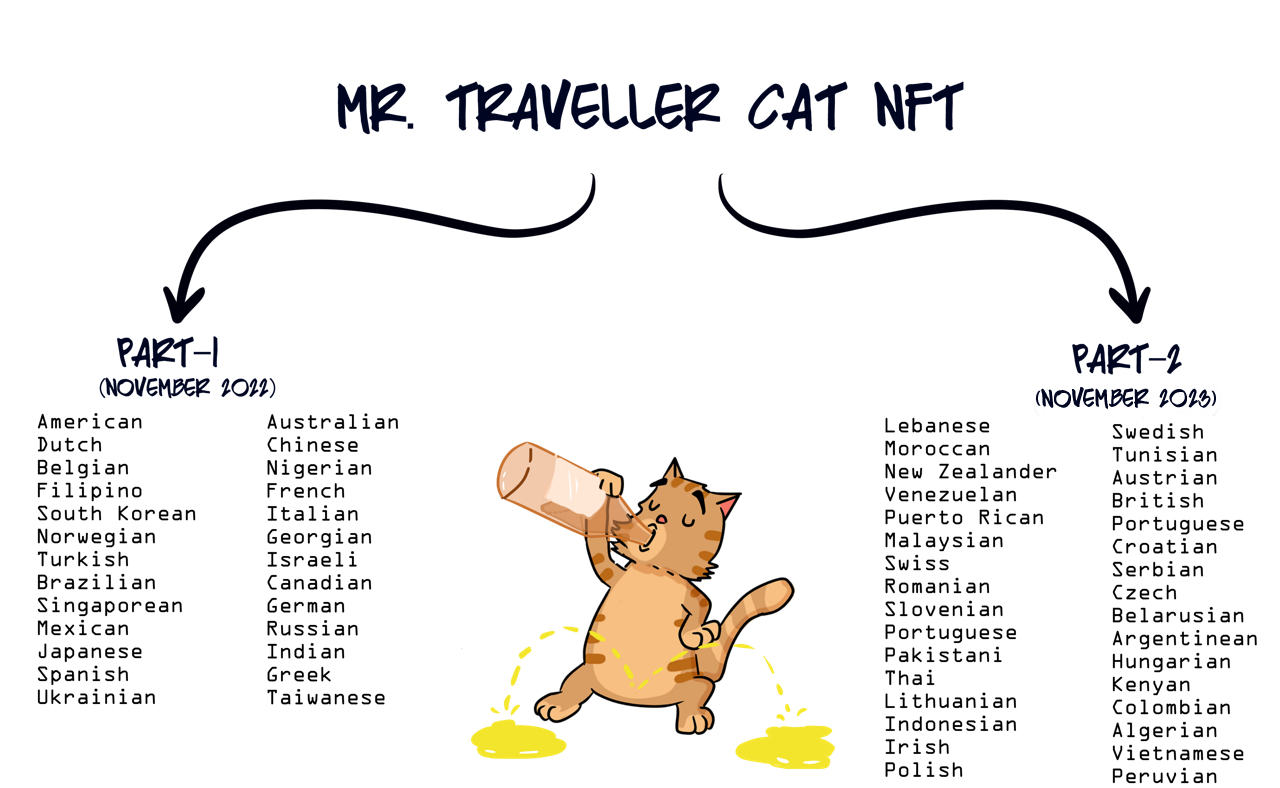 MR. TRAVELLER CAT NFT
PART-1
(NOVEMBER 2022)
American
Dutch
Belgian
Filipino
South Korean
Norwegian
Turkish
Brazilian
Singaporean
Mexican
Japanese
Spanish
Ukrainian
Australian
Chinese
Nigerian
French
Italian
Georgian
Israeli
Canadian
German
Russian
Indian
Greek
Taiwanese
PART-2
(NOVEMBER 2023)
Lebanese
Moroccan
New Zealander
Venezuelan
Puerto Rican
Malaysian
Swiss
Romanian
Slovenian
Portuguese
Pakistani
Thai
Lithuanian
Indonesian
Irish
Polish
Swedish
Tunisian
Austrian
British
Portuguese
Croatian
Serbian
Czech
Belarusian
Argentinean
Hungarian
Kenyan
Colombian
Algerian
Vietnamese
Peruvian